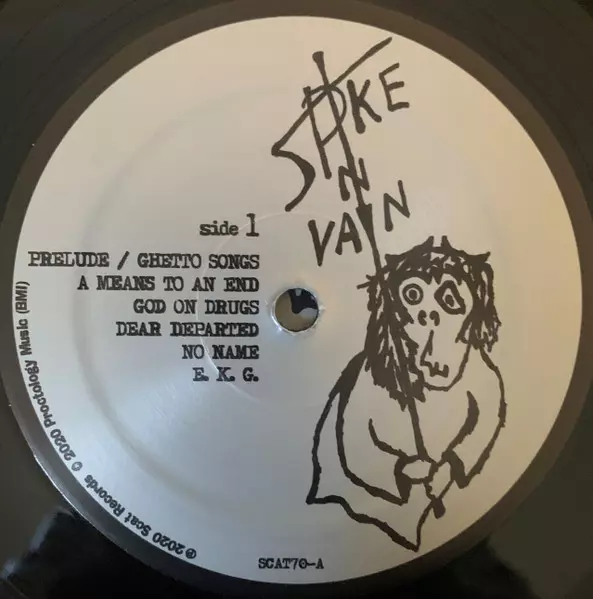 SPIKE
IN
VAIN
side 1
PRELUDE / GHETTO SONGS
A MEANS TO AN END
GOD ON DRUGS
DEAR DEPARTED
NO NAME
E. K. G.
℗ 2020 Scat Records © 2020 Proctology Music (BMI)
SCAT70-A